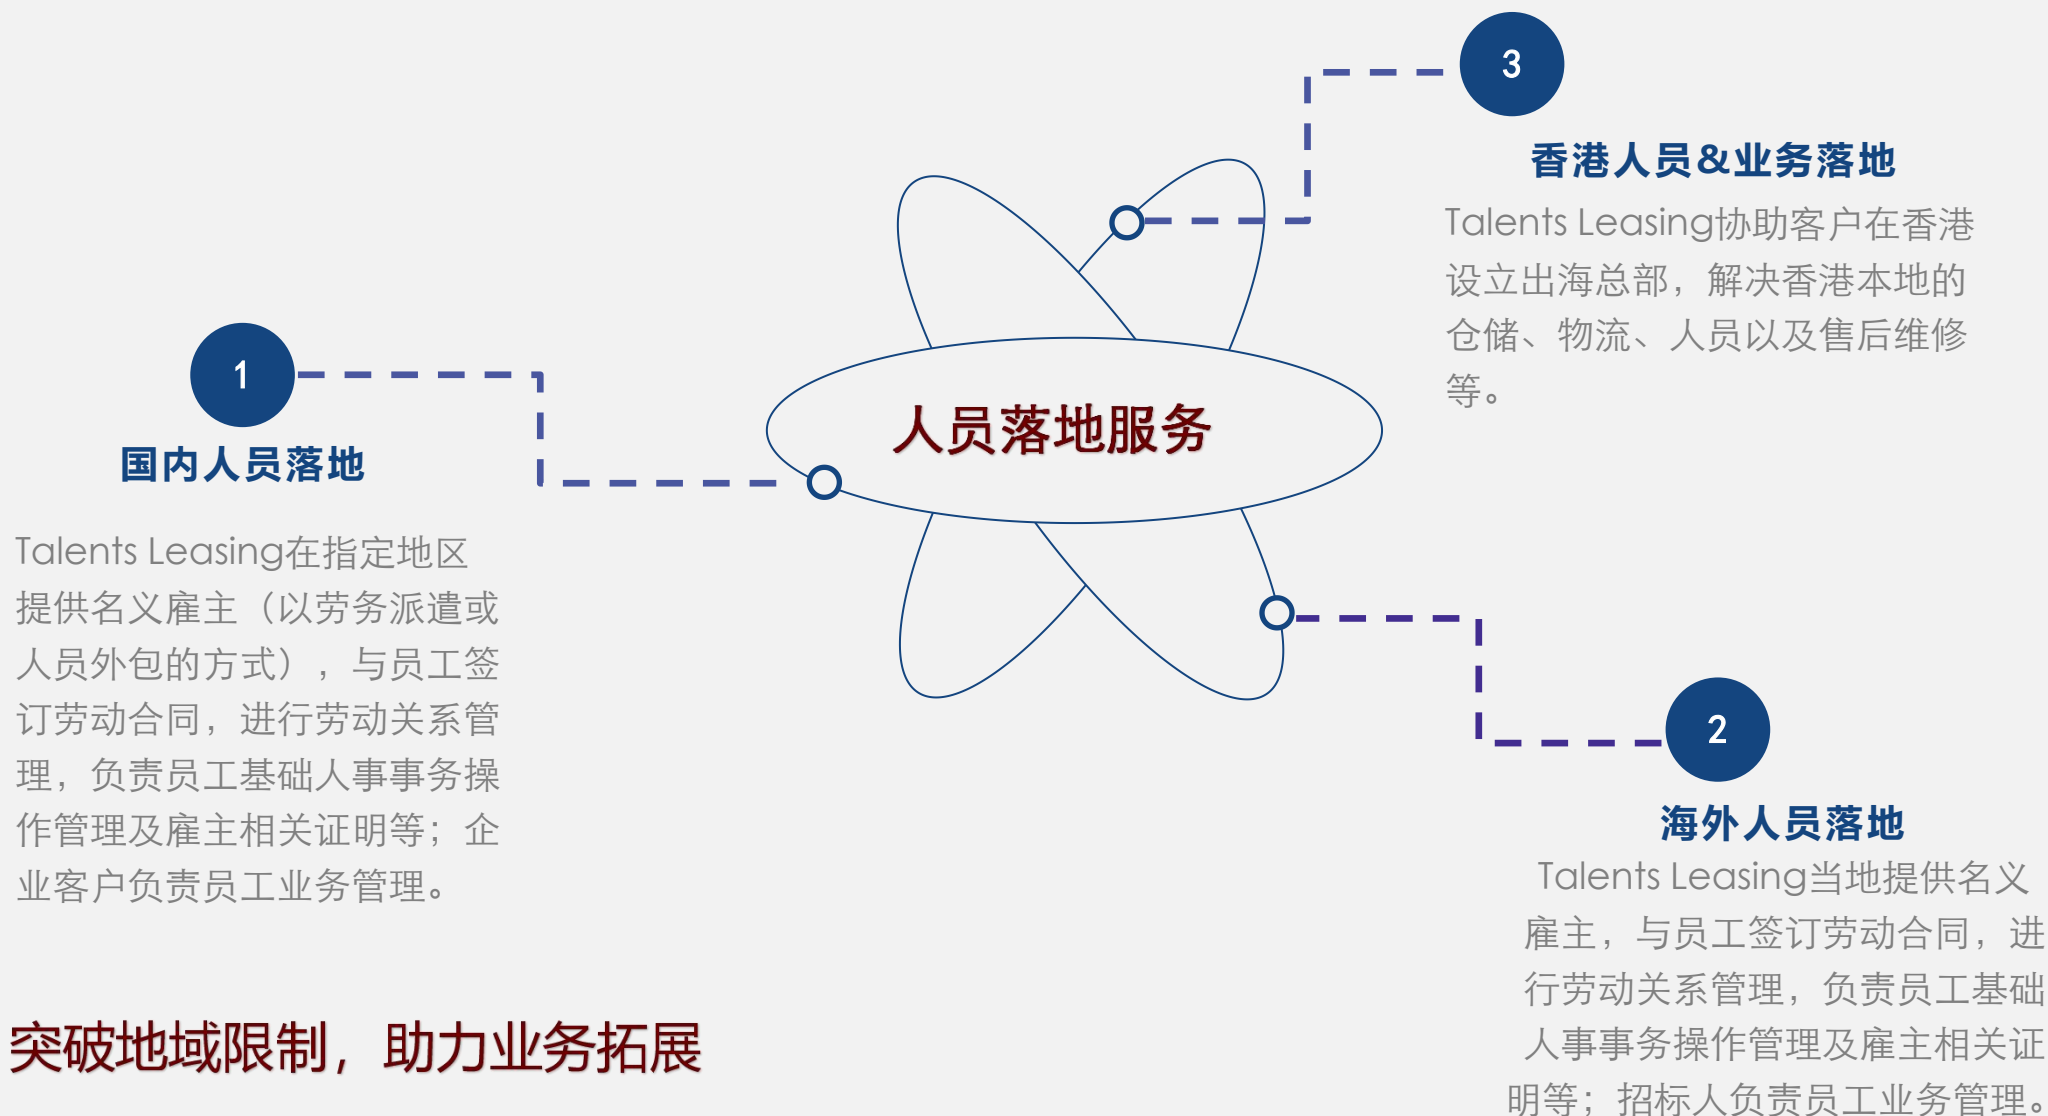 1
国内人员落地
Talents Leasing在指定地区
提供名义雇主（以劳务派遣或
人员外包的方式），与员工签
订劳动合同，进行劳动关系管
理，负责员工基础人事事务操
作管理及雇主相关证明等；企
业客户负责员工业务管理。
人员落地服务
3
香港人员&业务落地
Talents Leasing协助客户在香港
设立出海总部，解决香港本地的
仓储、物流、人员以及售后维修
等。
2
海外人员落地
Talents Leasing当地提供名义
雇主，与员工签订劳动合同，进
行劳动关系管理，负责员工基础
人事事务操作管理及雇主相关证
明等；招标人负责员工业务管理。
突破地域限制，助力业务拓展